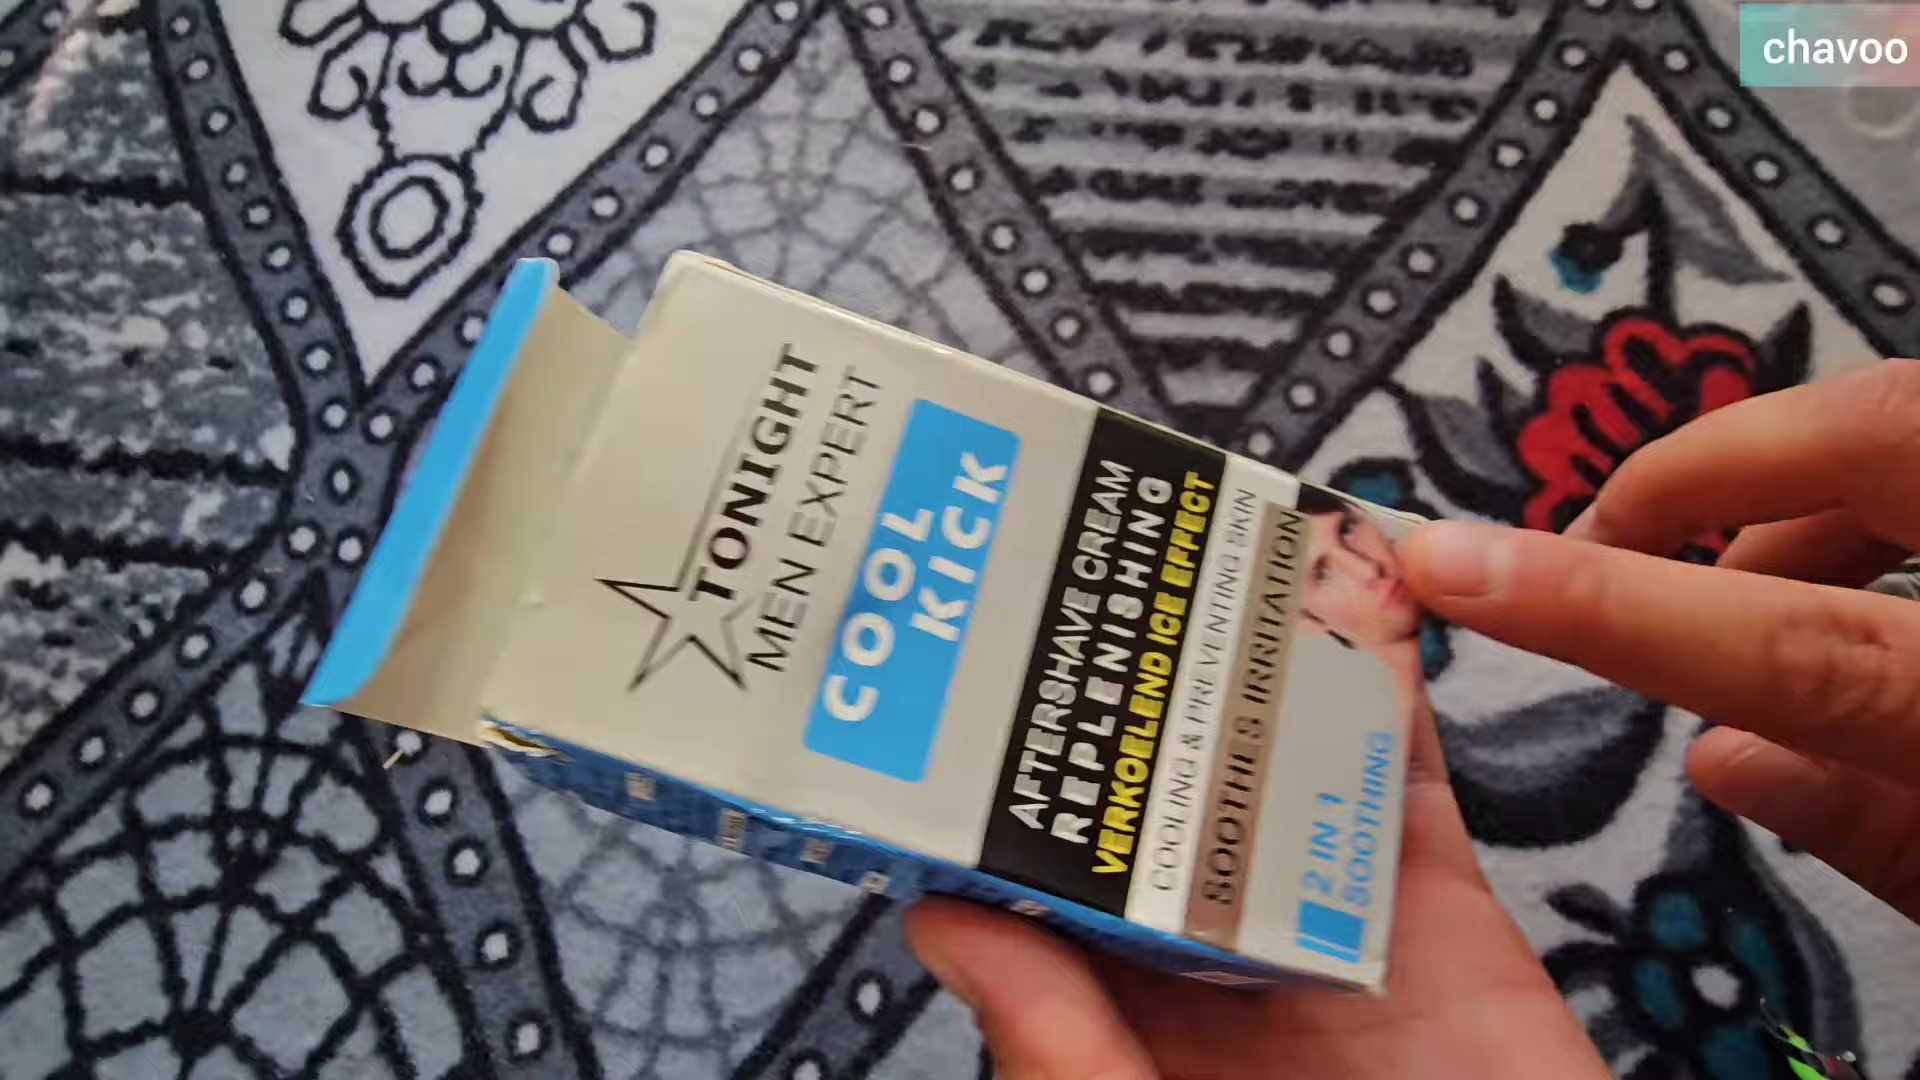 chavoo
TONIGHT
MEN EXPERT
COOL
KICK
AFTERSHAVE CREAM
REPLENISHING
VERKOELEND ICE EFFECT
COOLING & PREVENTING SKIN
SOOTHES IRRITATION
2 IN 1
SOOTHING